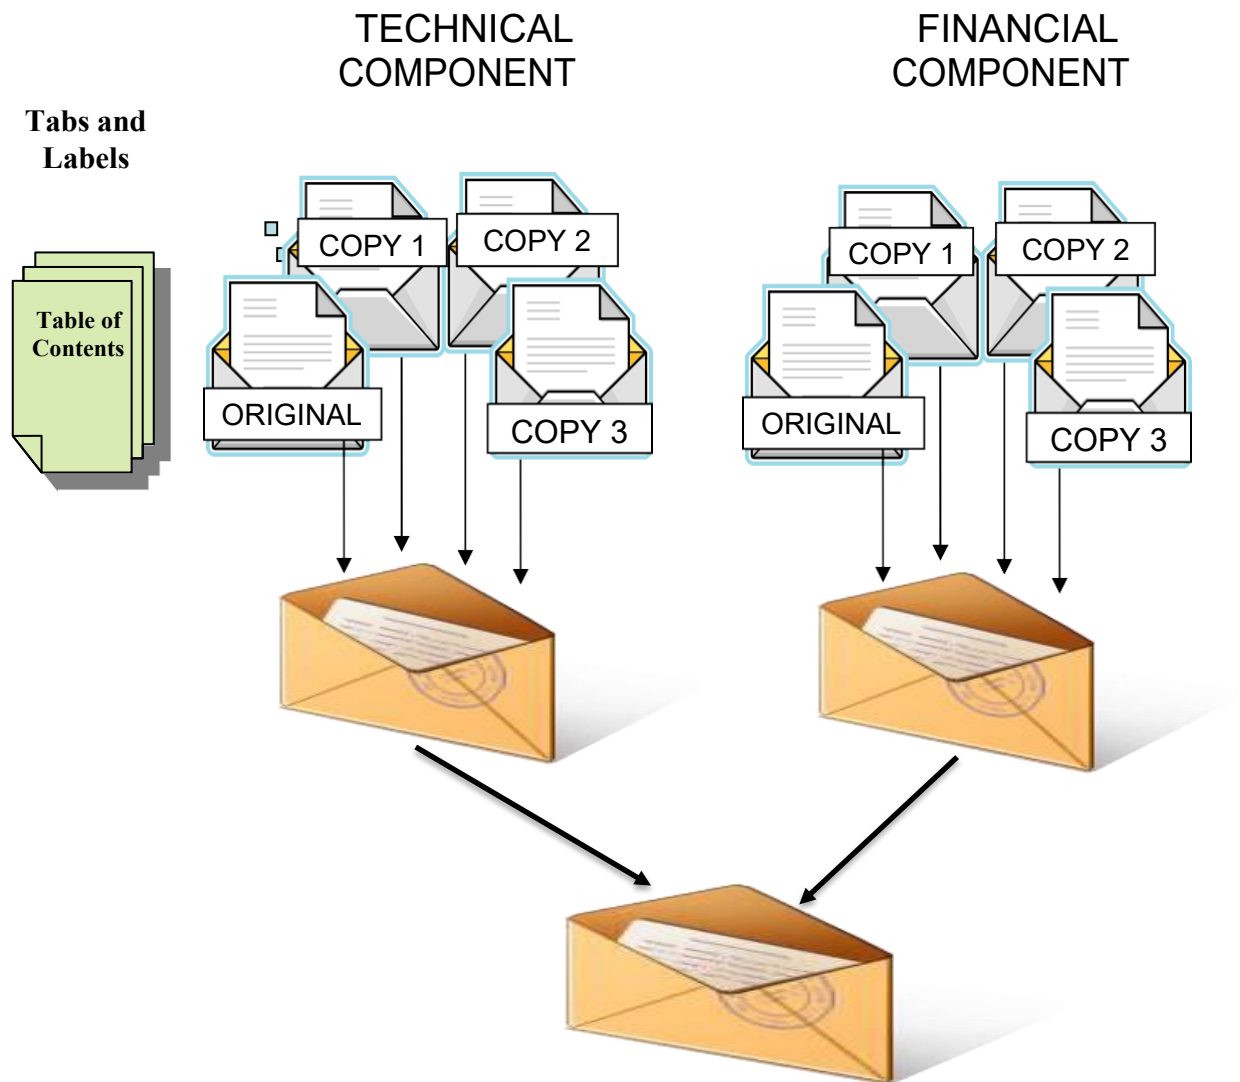 TECHNICAL
COMPONENT
FINANCIAL
COMPONENT
Tabs and
Labels
Table of
Contents
COPY 1
COPY 2
ORIGINAL
COPY 3
COPY 1
COPY 2
ORIGINAL
COPY 3